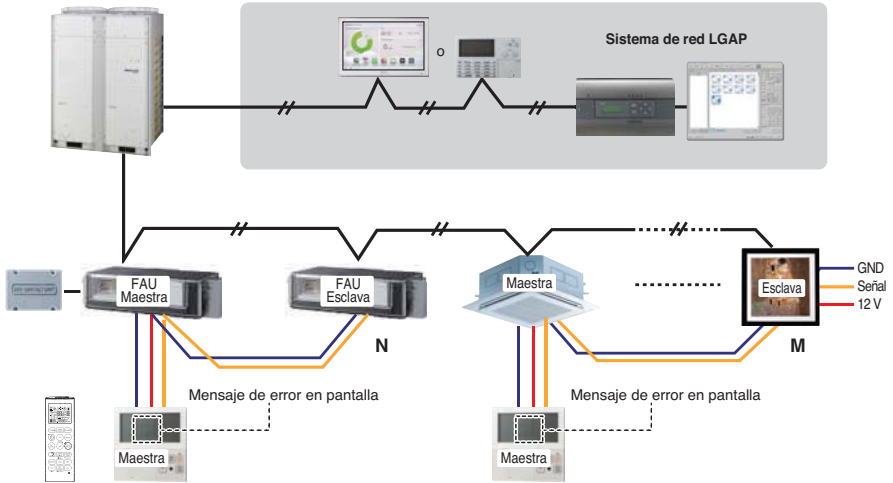 Sistema de red LGAP
o
FAU
Maestra
FAU
Esclava
Maestra
Esclava
GND
Señal
12 V
N
M
Mensaje de error en pantalla
Mensaje de error en pantalla
Maestra
Maestra